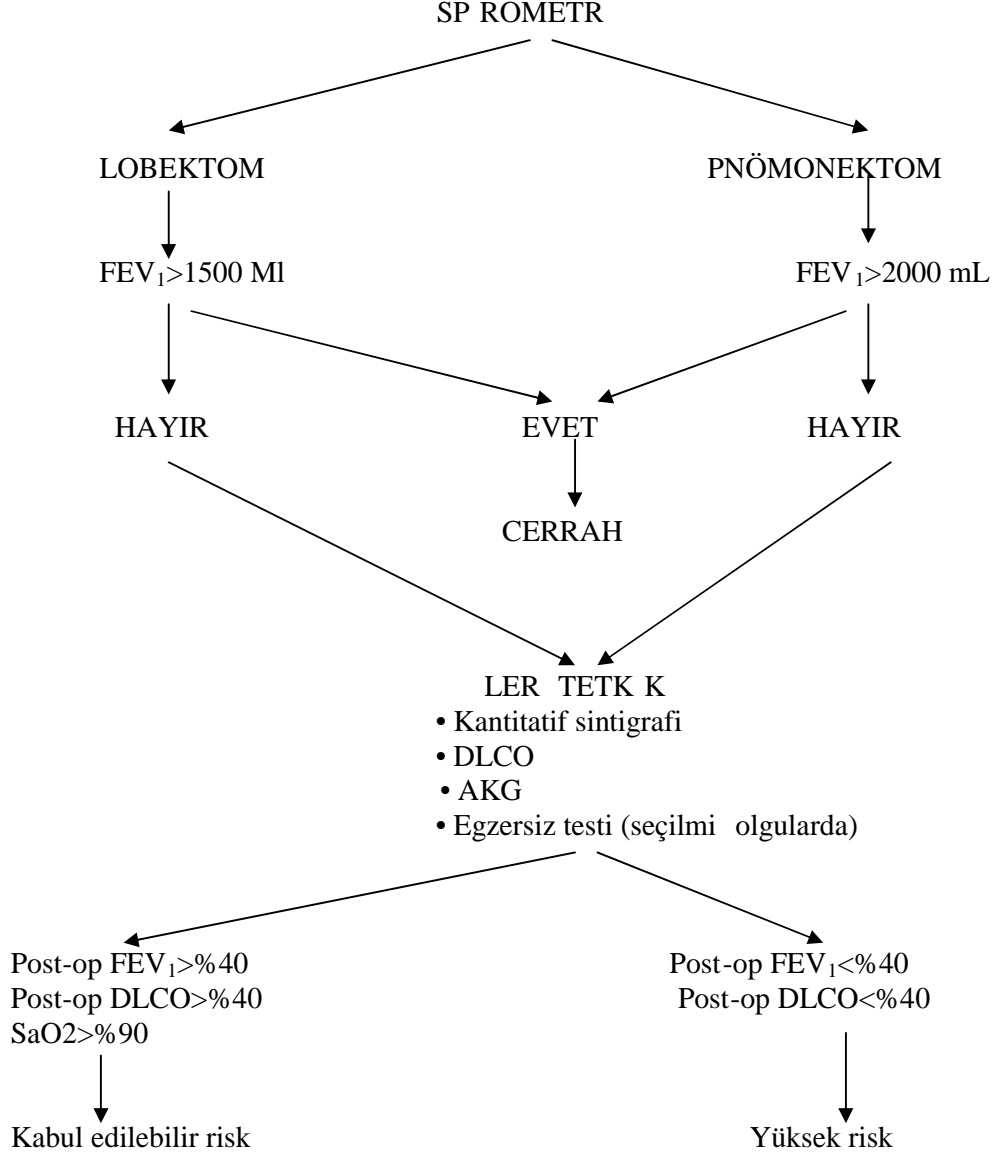 SP ROMETR
LOBEKTOM
PNÖMONEKTOM
FEV₁>1500 Ml
FEV₁>2000 mL
HAYIR
EVET
HAYIR
CERRAH
LER TETK K
• Kantitatif sintigrafi
• DLCO
• AKG
• Egzersiz testi (seçilmi olgularda)
Post-op FEV₁>%40
Post-op DLCO>%40
SaO2>%90
Post-op FEV₁<%40
Post-op DLCO<%40
Kabul edilebilir risk
Yüksek risk